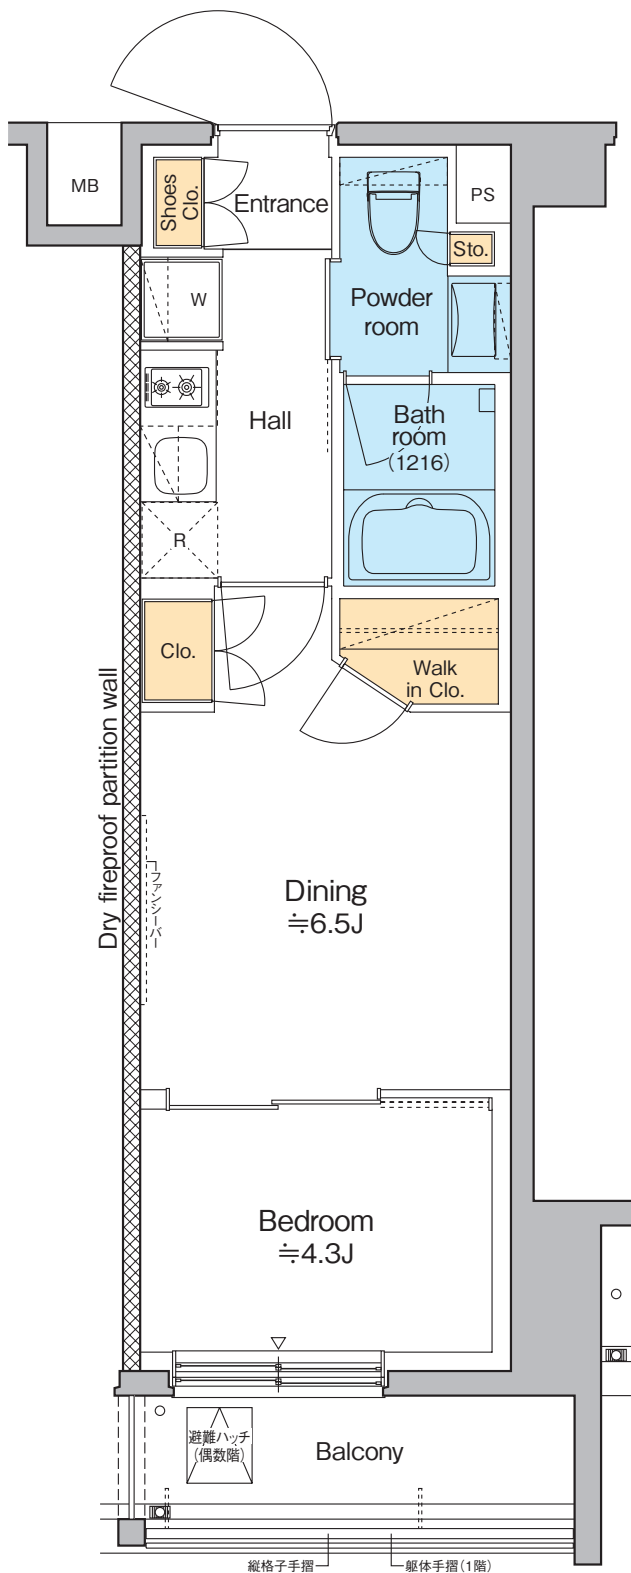 MB
Shoes
Clo.
Entrance
PS
Sto.
W
Powder
room
Hall
Bath
room
(1216)
R
Clo.
Walk
in Clo.
Dry fireproof partition wall
ファンシーバー
Dining
≒6.5J
Bedroom
≒4.3J
避難ハッチ
(偶数階)
Balcony
縦格子手摺
躯体手摺(1階)